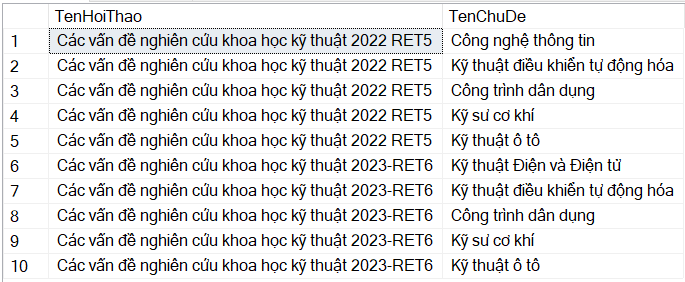 TenHoiThao TenChuDe
1 Các vấn đề nghiên cứu khoa học kỹ thuật 2022 RET5 Công nghệ thông tin
2 Các vấn đề nghiên cứu khoa học kỹ thuật 2022 RET5 Kỹ thuật điều khiển tự động hóa
3 Các vấn đề nghiên cứu khoa học kỹ thuật 2022 RET5 Công trình dân dụng
4 Các vấn đề nghiên cứu khoa học kỹ thuật 2022 RET5 Kỹ sư cơ khí
5 Các vấn đề nghiên cứu khoa học kỹ thuật 2022 RET5 Kỹ thuật ô tô
6 Các vấn đề nghiên cứu khoa học kỹ thuật 2023-RET6 Kỹ thuật Điện và Điện tử
7 Các vấn đề nghiên cứu khoa học kỹ thuật 2023-RET6 Kỹ thuật điều khiển tự động hóa
8 Các vấn đề nghiên cứu khoa học kỹ thuật 2023-RET6 Công trình dân dụng
9 Các vấn đề nghiên cứu khoa học kỹ thuật 2023-RET6 Kỹ sư cơ khí
10 Các vấn đề nghiên cứu khoa học kỹ thuật 2023-RET6 Kỹ thuật ô tô